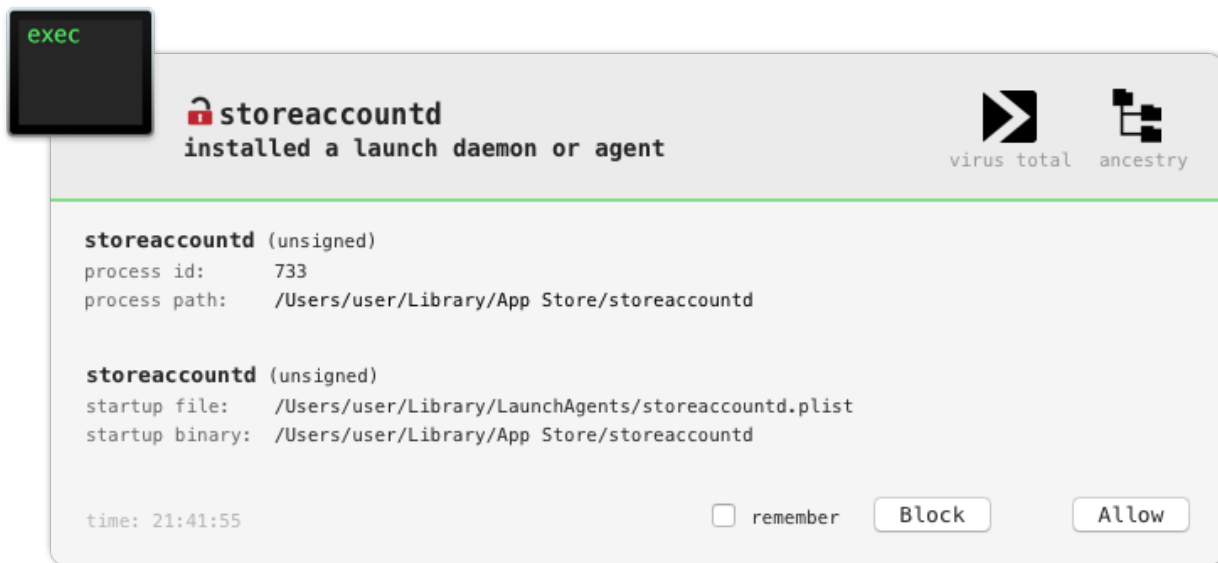 exec
storeaccountd
installed a launch daemon or agent
virus total
ancestry
storeaccountd (unsigned)
process id: 733
process path: /Users/user/Library/App Store/storeaccountd
storeaccountd (unsigned)
startup file: /Users/user/Library/LaunchAgents/storeaccountd.plist
startup binary: /Users/user/Library/App Store/storeaccountd
time: 21:41:55
remember
Block
Allow